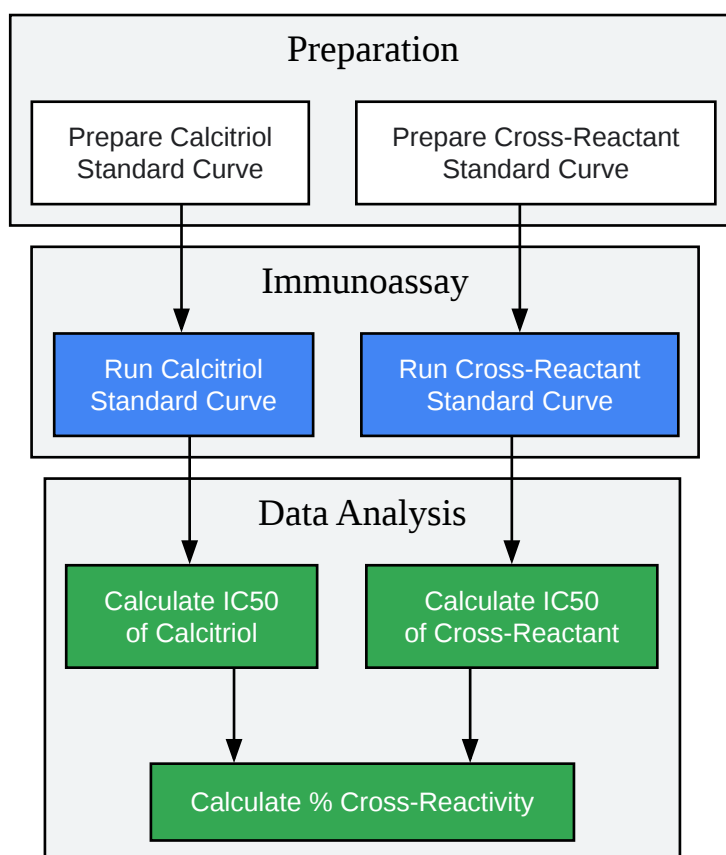 Preparation
Prepare Calcitriol
Standard Curve
Prepare Cross-Reactant
Standard Curve
Immunoassay
Run Calcitriol
Standard Curve
Run Cross-Reactant
Standard Curve
Data Analysis
Calculate IC50
of Calcitriol
Calculate IC50
of Cross-Reactant
Calculate % Cross-Reactivity